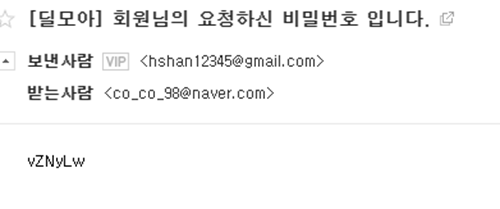 [딜모아] 회원님의 요청하신 비밀번호 입니다.
보낸사람 VIP <hshan12345@gmail.com>
받는사람 <co_co_98@naver.com>
vZNyLw